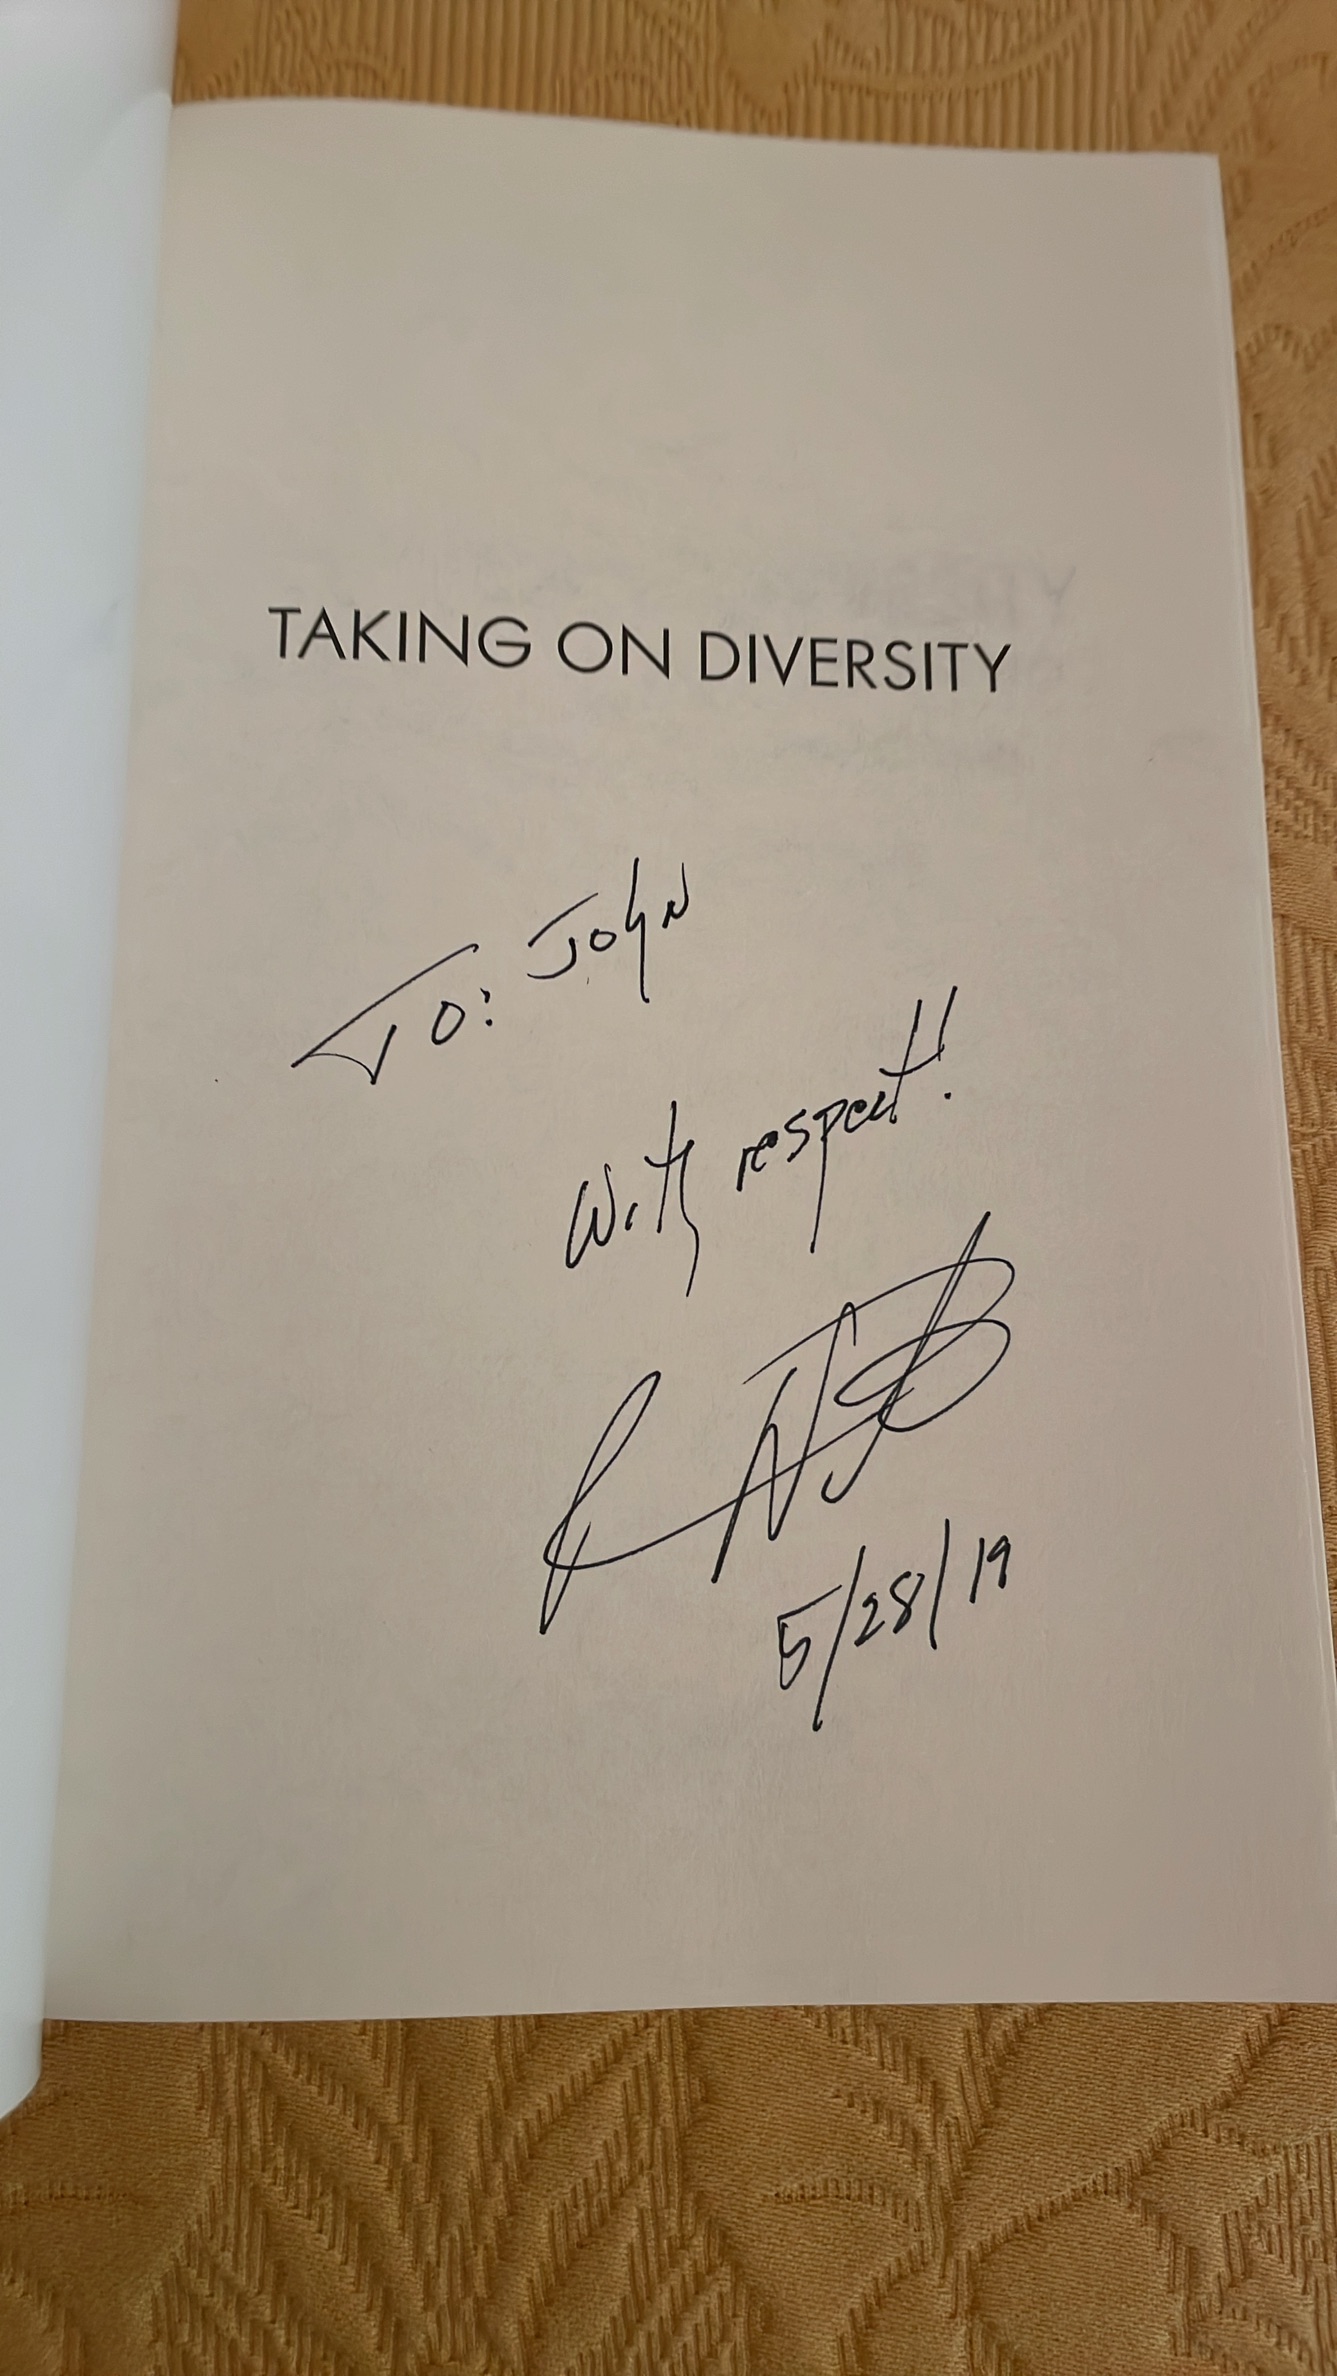 TAKING ON DIVERSITY
To: John
With respect!
5/28/19